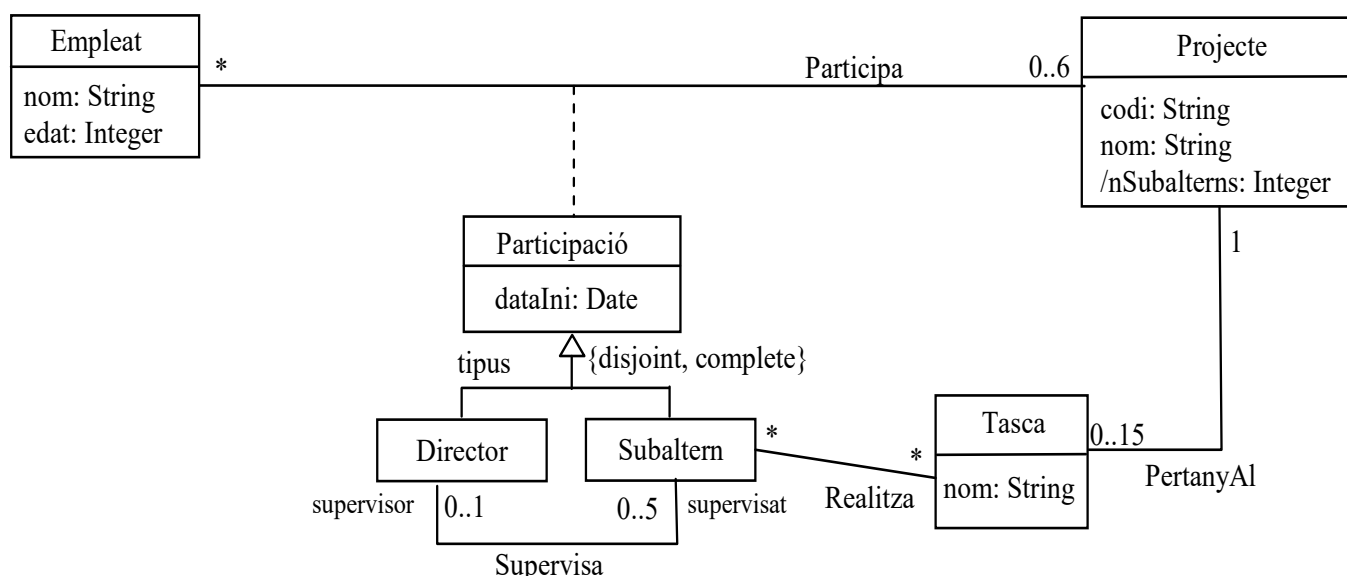 Empleat
nom: String
edat: Integer
*
Participa
0..6
Projecte
codi: String
nom: String
/nSubalterns: Integer
1
Participació
dataIni: Date
tipus
{disjoint, complete}
Director
Subaltern
*
*
Realitza
Tasca
nom: String
0..15
PertanyAl
supervisor
0..1
0..5
supervisat
Supervisa